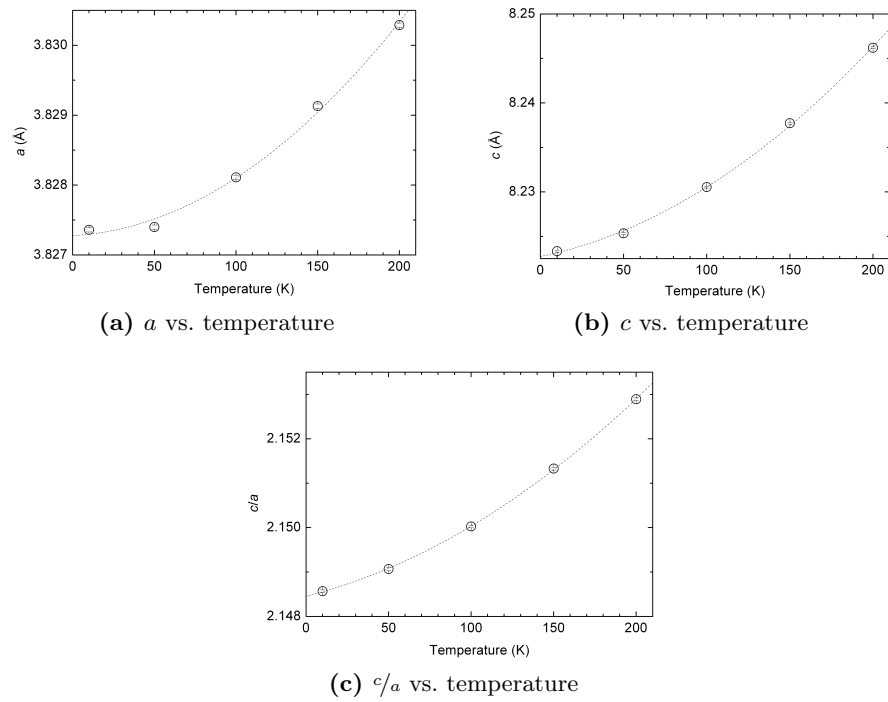 3.830
3.829
3.828
3.827
a (Å)
0 50 100 150 200
Temperature (K)
(a) a vs. temperature
8.25
8.24
8.23
c (Å)
0 50 100 150 200
Temperature (K)
(b) c vs. temperature
2.152
2.150
2.148
c/a
0 50 100 150 200
Temperature (K)
(c) c/a vs. temperature